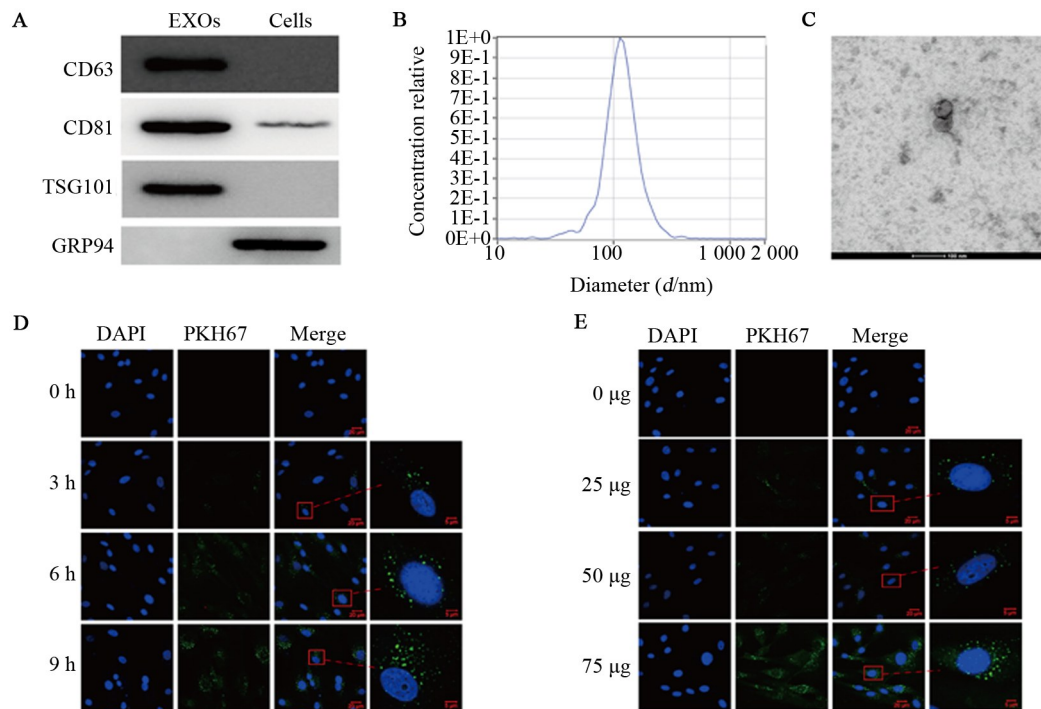 A
EXOs Cells
CD63
CD81
TSG101
GRP94
B
Concentration relative
1E+0
9E-1
8E-1
7E-1
6E-1
5E-1
4E-1
3E-1
2E-1
1E-1
0E+0
10 100 1 000 2 000
Diameter (d/nm)
C
100 nm
D
DAPI PKH67 Merge
0 h
3 h
6 h
9 h
E
DAPI PKH67 Merge
0 μg
25 μg
50 μg
75 μg